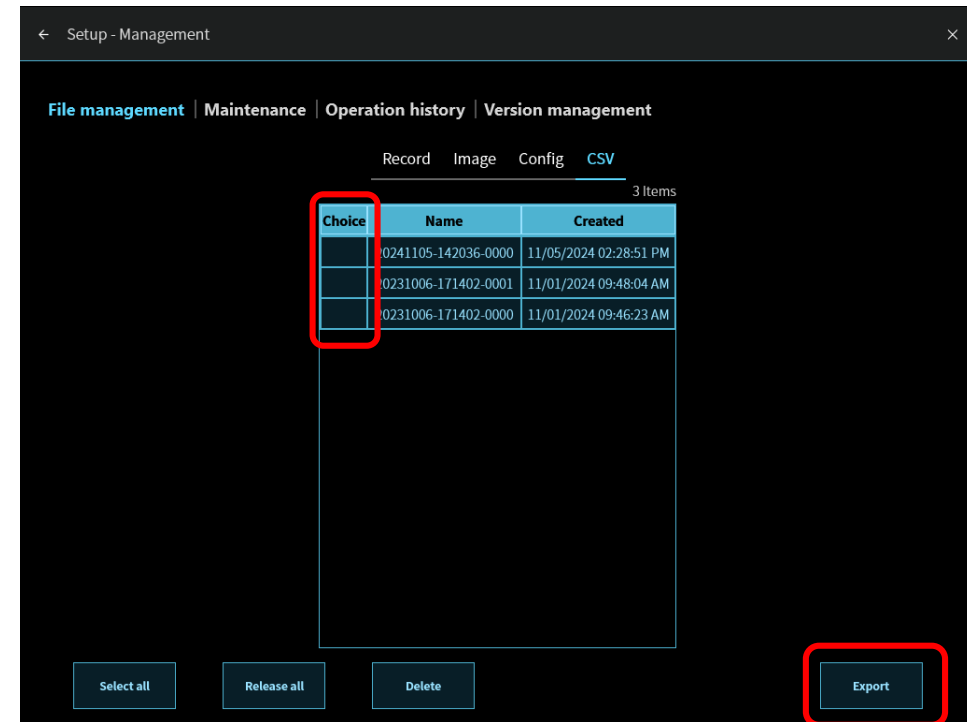 ← Setup - Management ×
File management | Maintenance | Operation history | Version management
Record Image Config CSV
3 Items
Choice Name Created
20241105-142036-0000 11/05/2024 02:28:51 PM
20231006-171402-0001 11/01/2024 09:48:04 AM
20231006-171402-0000 11/01/2024 09:46:23 AM
Select all Release all Delete Export